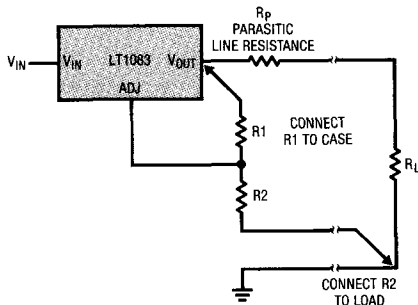 RP
PARASITIC
LINE RESISTANCE
VIN
VIN
LT1083
VOUT
ADJ
CONNECT
R1 TO CASE
R1
RL
R2
CONNECT R2
TO LOAD